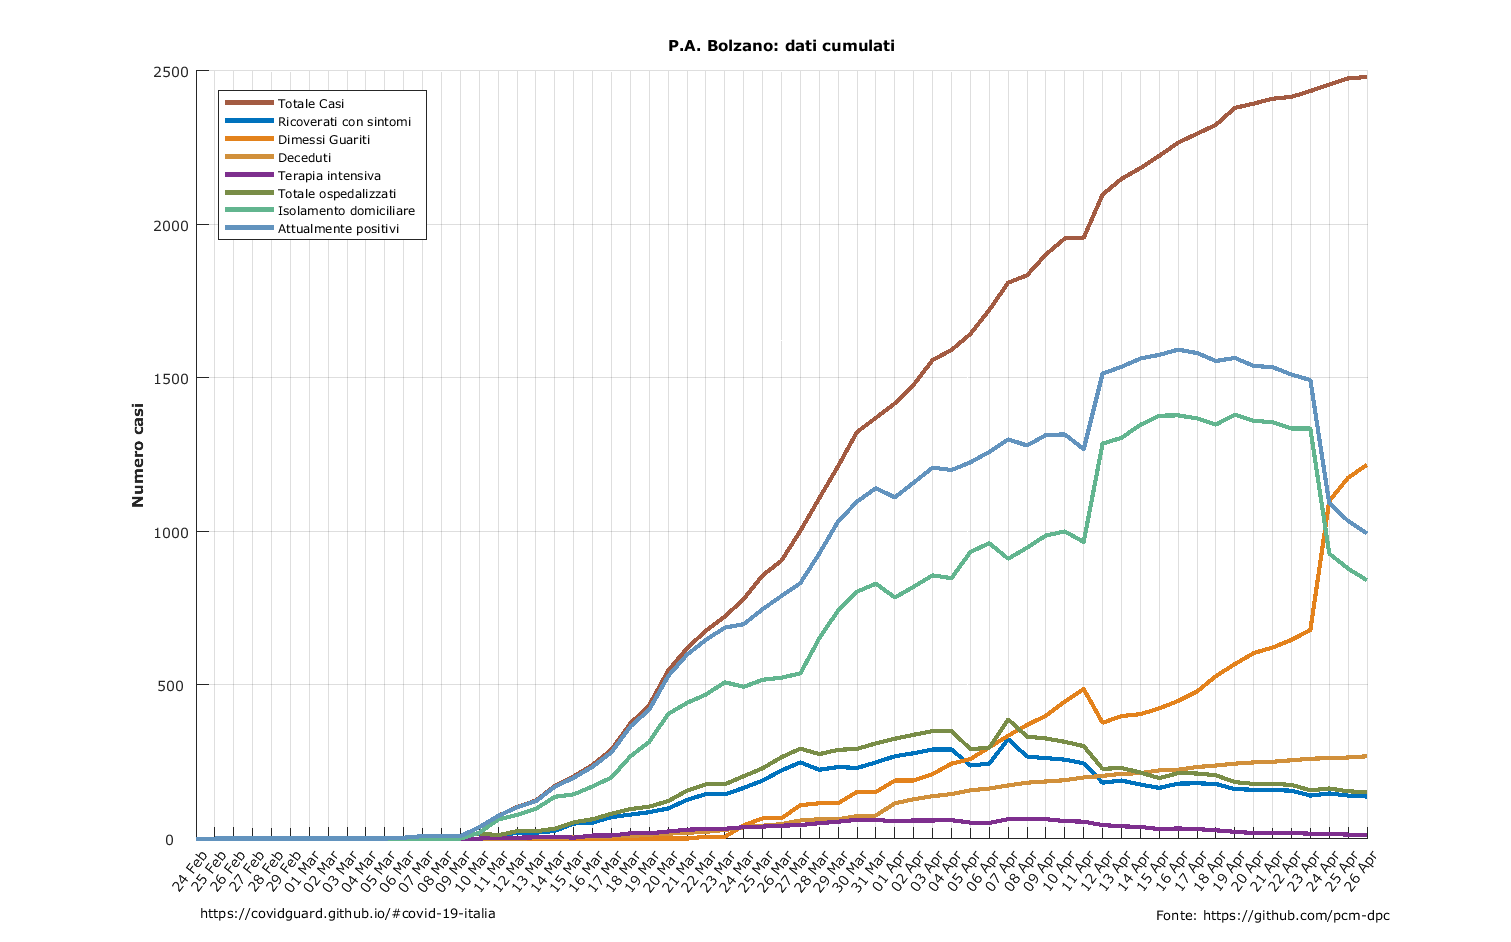 P.A. Bolzano: dati cumulati
2500
2000
1500
1000
500
0
Numero casi
Totale Casi
Ricoverati con sintomi
Dimessi Guariti
Deceduti
Terapia intensiva
Totale ospedalizzati
Isolamento domiciliare
Attualmente positivi
24 Feb
25 Feb
26 Feb
27 Feb
28 Feb
29 Feb
01 Mar
02 Mar
03 Mar
04 Mar
05 Mar
06 Mar
07 Mar
08 Mar
09 Mar
10 Mar
11 Mar
12 Mar
13 Mar
14 Mar
15 Mar
16 Mar
17 Mar
18 Mar
19 Mar
20 Mar
21 Mar
22 Mar
23 Mar
24 Mar
25 Mar
26 Mar
27 Mar
28 Mar
29 Mar
30 Mar
31 Mar
01 Apr
02 Apr
03 Apr
04 Apr
05 Apr
06 Apr
07 Apr
08 Apr
09 Apr
10 Apr
11 Apr
12 Apr
13 Apr
14 Apr
15 Apr
16 Apr
17 Apr
18 Apr
19 Apr
20 Apr
21 Apr
22 Apr
23 Apr
24 Apr
25 Apr
26 Apr
https://covidguard.github.io/#covid-19-italia
Fonte: https://github.com/pcm-dpc